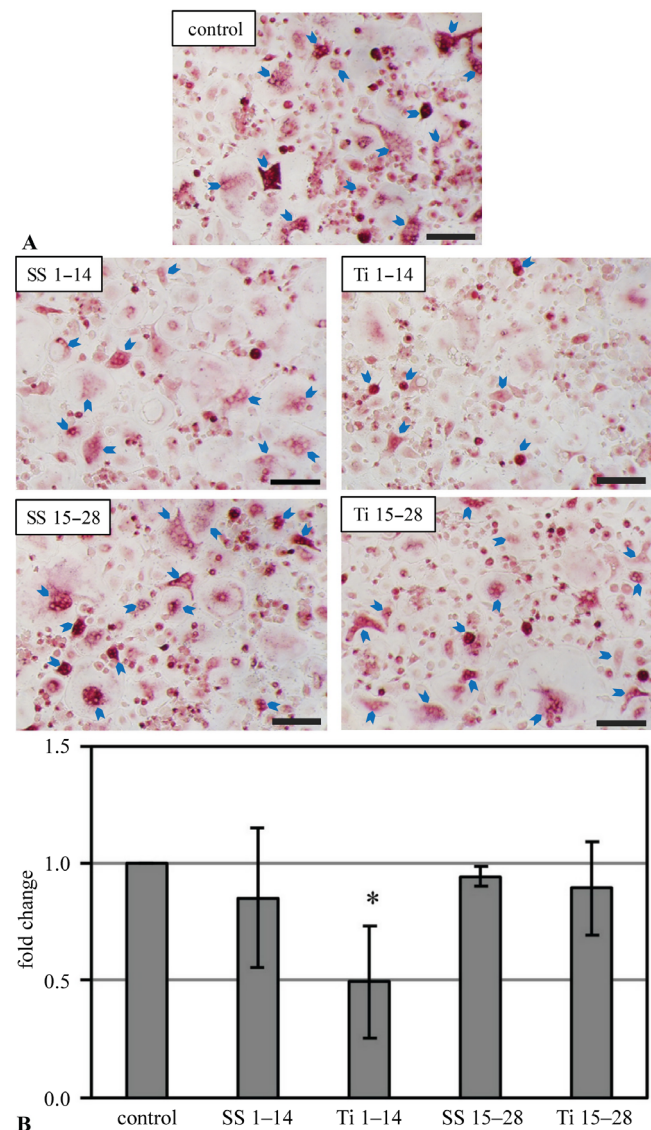 control
A
SS 1–14
Ti 1–14
SS 15–28
Ti 15–28
1.5
1.0
*
fold change
0.5
0.0
control
SS 1–14
Ti 1–14
SS 15–28
Ti 15–28
B